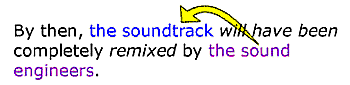 By then, the soundtrack will have been
completely remixed by the sound
engineers.